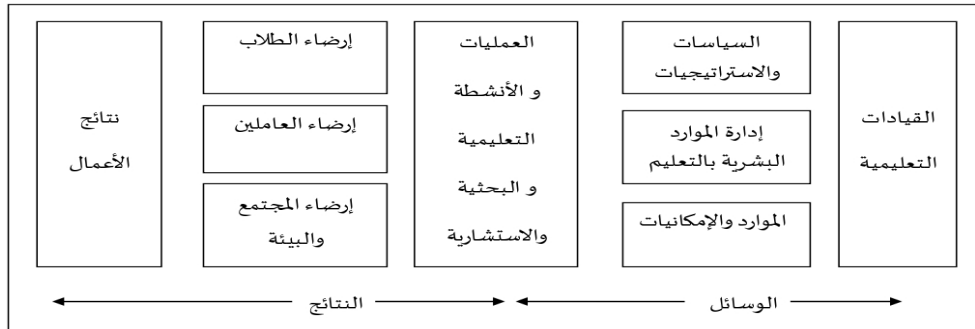 القيادات
التعليمية
السياسات
والاستراتيجيات
إدارة الموارد
البشرية بالتعليم
الموارد والإمكانيات
العمليات
و الأنشطة
التعليمية
و البحثية
والاستشارية
إرضاء الطلاب
إرضاء العاملين
إرضاء المجتمع
والبيئة
نتائج
الأعمال
الوسائل
النتائج